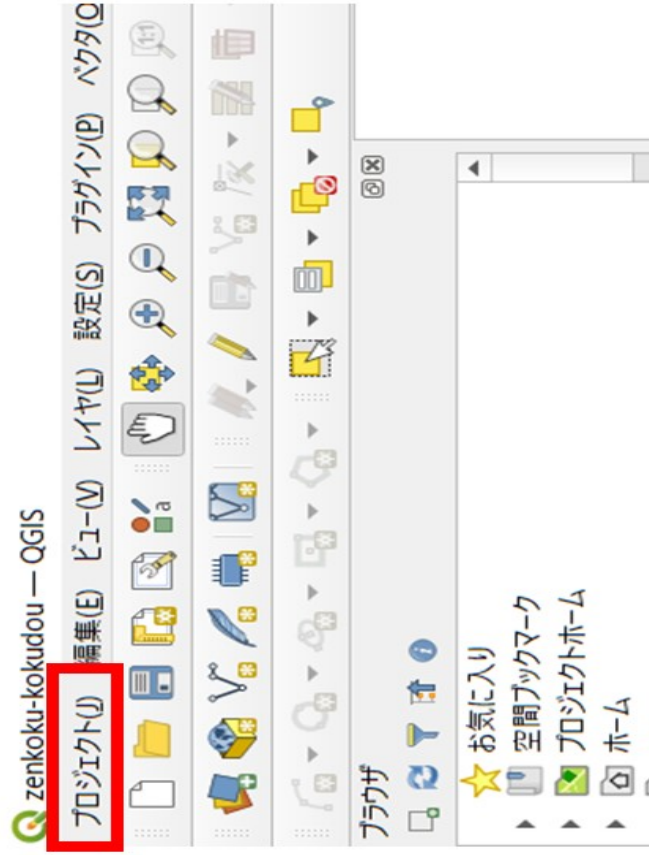 zenkoku-kokudou — QGIS
プロジェクト(J) 編集(E) ビュー(V) レイヤ(L) 設定(S) プラグイン(P) ベクタ(O
ブラウザ
お気に入り
空間ブックマーク
プロジェクトホーム
ホーム